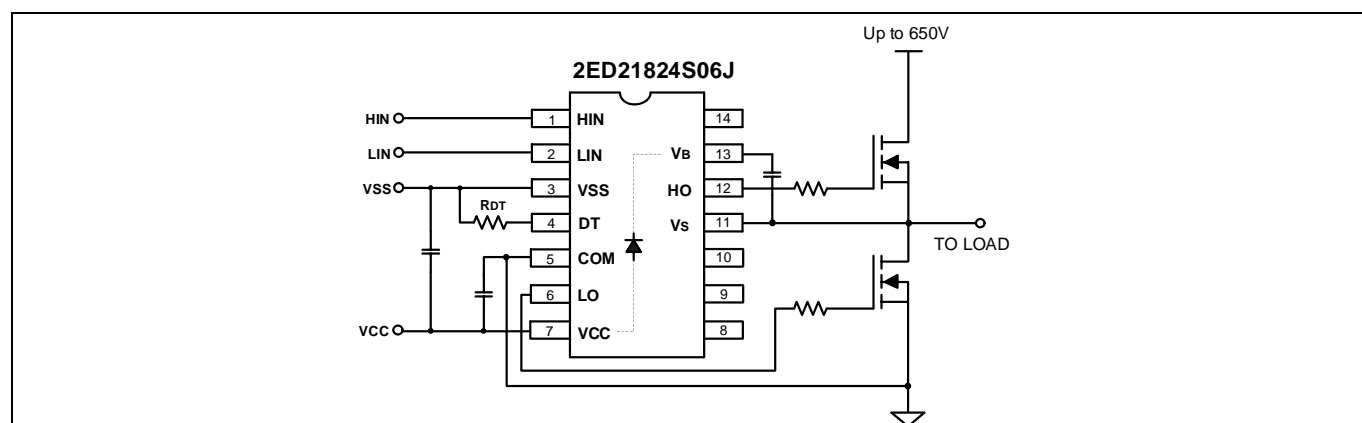 Up to 650V
2ED21824S06J
HIN
1
HIN
14
LIN
2
LIN
VB
13
VSS
3
VSS
HO
12
RDT
4
DT
VS
11
TO LOAD
5
COM
10
6
LO
9
VCC
7
VCC
8